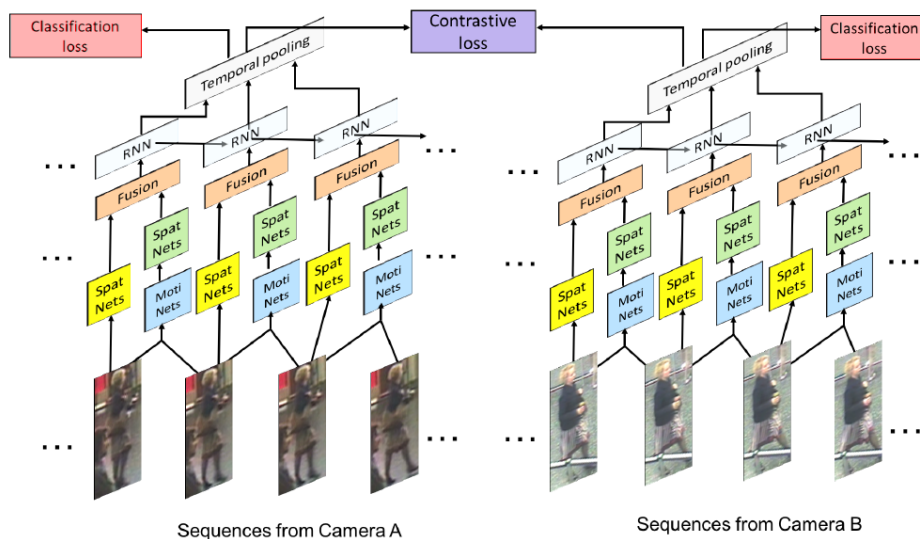 Classification
loss
Contrastive
loss
Classification
loss
Temporal pooling
Temporal pooling
RNN
RNN
RNN
RNN
RNN
RNN
Fusion
Fusion
Fusion
Fusion
Fusion
Fusion
Spat
Nets
Spat
Nets
Spat
Nets
Spat
Nets
Spat
Nets
Spat
Nets
Spat
Nets
Moti
Nets
Spat
Nets
Moti
Nets
Spat
Nets
Moti
Nets
Spat
Nets
Moti
Nets
Spat
Nets
Moti
Nets
Spat
Nets
Moti
Nets
Sequences from Camera A
Sequences from Camera B